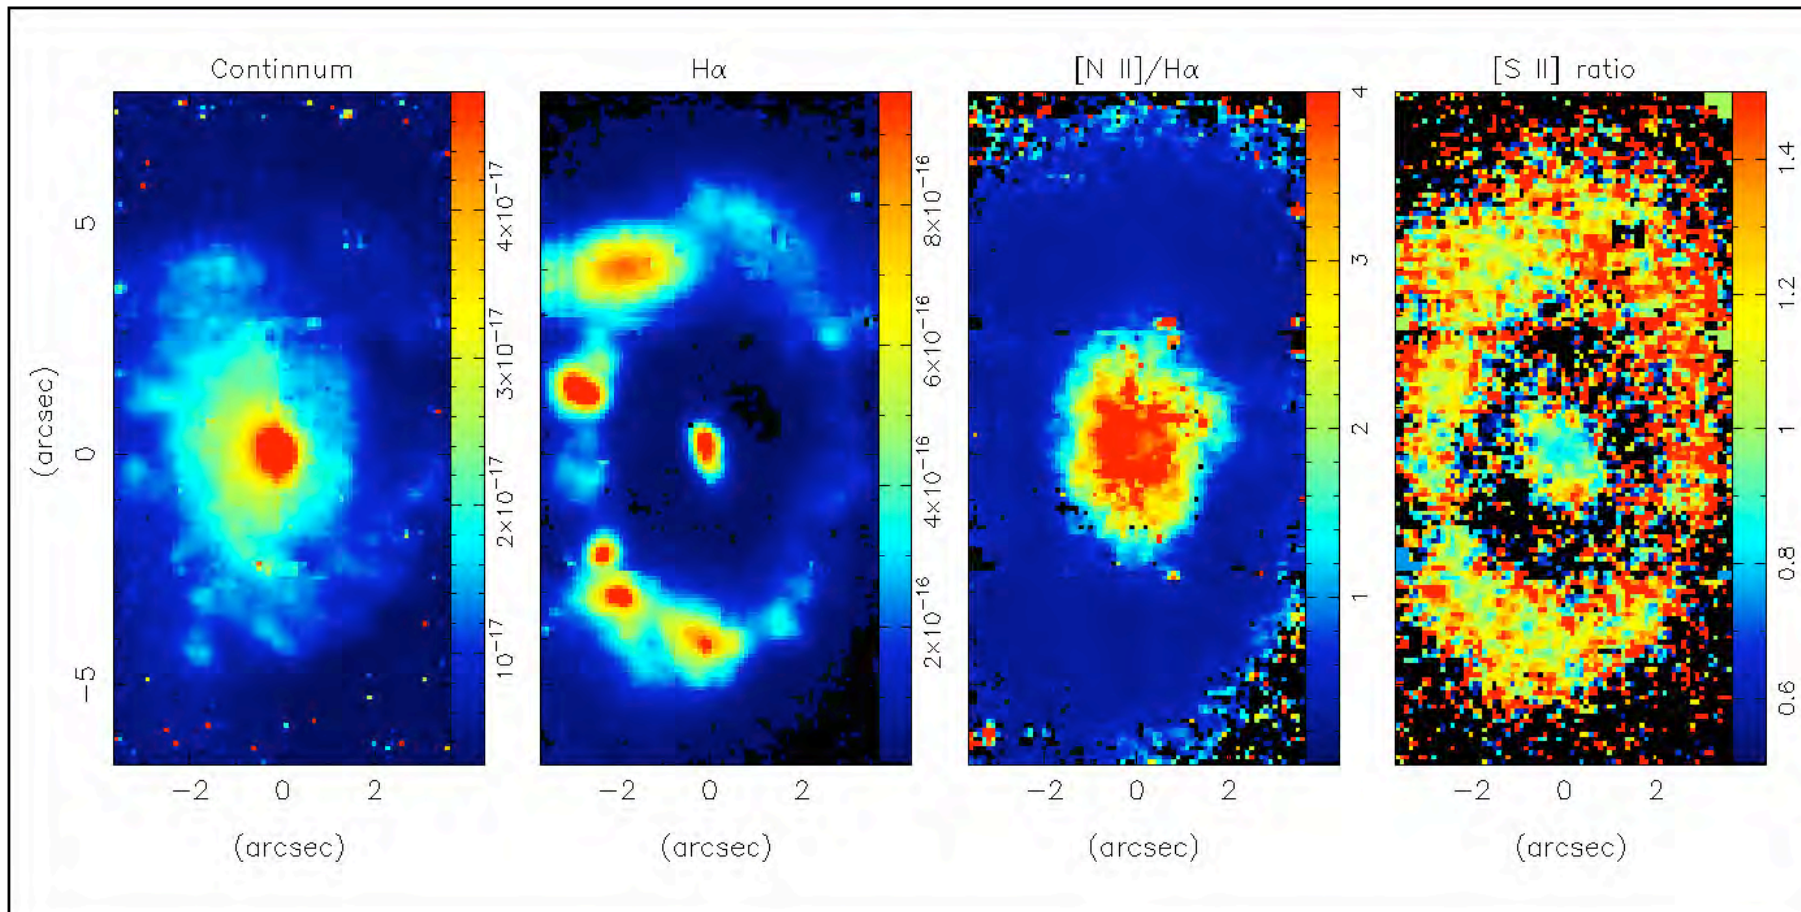 Continnum
Hα
[N II]/Hα
[S II] ratio
5
0
−5
(arcsec)
−2 0 2
(arcsec)
10⁻¹⁷ 2×10⁻¹⁷ 3×10⁻¹⁷ 4×10⁻¹⁷
−2 0 2
(arcsec)
2×10⁻¹⁶ 4×10⁻¹⁶ 6×10⁻¹⁶ 8×10⁻¹⁶
−2 0 2
(arcsec)
1 2 3 4
−2 0 2
(arcsec)
0.6 0.8 1 1.2 1.4